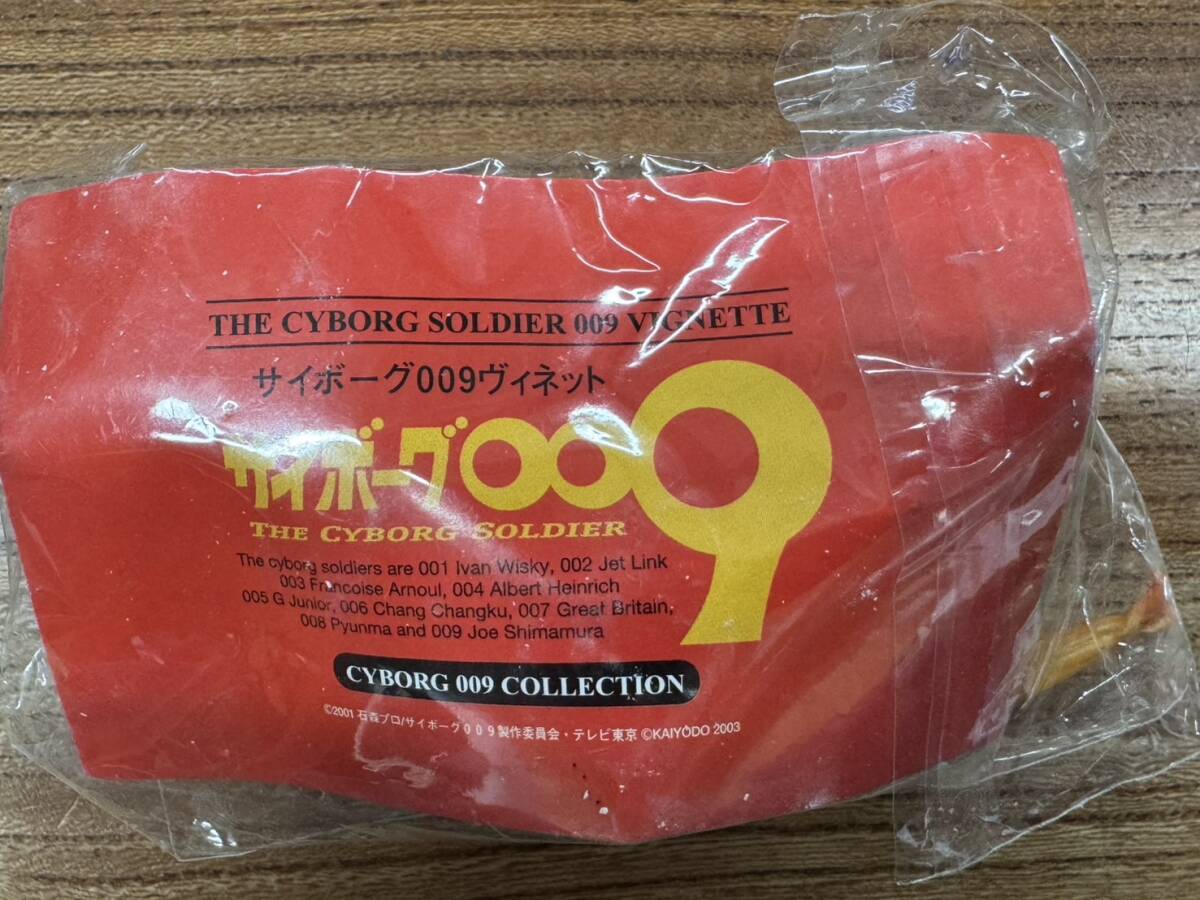 THE CYBORG SOLDIER 009 VIGNETTE
サイボーグ009ヴィネット
サイボーグ009
THE CYBORG SOLDIER
The cyborg soldiers are 001 Ivan Wisky, 002 Jet Link
003 Francoise Arnoul, 004 Albert Heinrich
005 G Junior, 006 Chang Changku, 007 Great Britain,
008 Pyunma and 009 Joe Shimamura
CYBORG 009 COLLECTION
©2001 石森プロ/サイボーグ009製作委員会・テレビ東京 ©KAIYODO 2003